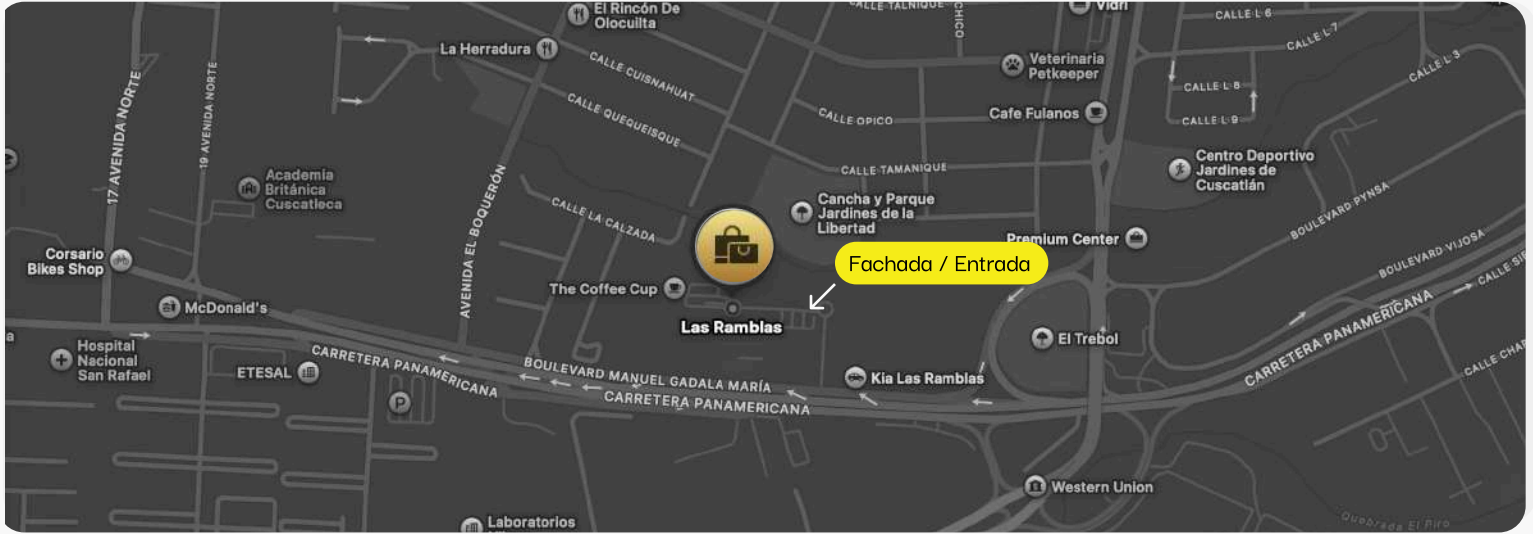 CALLE TALNIQUE
CHICO
Vidrí
El Rincón De
Olocuilta
CALLE L 6
CALLE L 7
CALLE L 3
La Herradura
CALLE CUISNAHUAT
Veterinaria
Petkeeper
CALLE L 8
17 AVENIDA NORTE
19 AVENIDA NORTE
CALLE QUEQUEISQUE
CALLE OPICO
Cafe Fulanos
CALLE L 9
CALLE TAMANIQUE
Centro Deportivo
Jardines de
Cuscatlán
Academia
Británica
Cuscatleca
AVENIDA EL BOQUERÓN
CALLE LA CALZADA
Cancha y Parque
Jardines de la
Libertad
BOULEVARD PYNSA
Premium Center
Corsario
Bikes Shop
Fachada / Entrada
BOULEVARD VIJOSA
The Coffee Cup
McDonald's
Las Ramblas
CARRETERA PANAMERICANA
Hospital
Nacional
San Rafael
El Trebol
ETESAL
CARRETERA PANAMERICANA
BOULEVARD MANUEL GADALA MARÍA
Kia Las Ramblas
P
CARRETERA PANAMERICANA
Western Union
Laboratorios
Quebrada El Piro